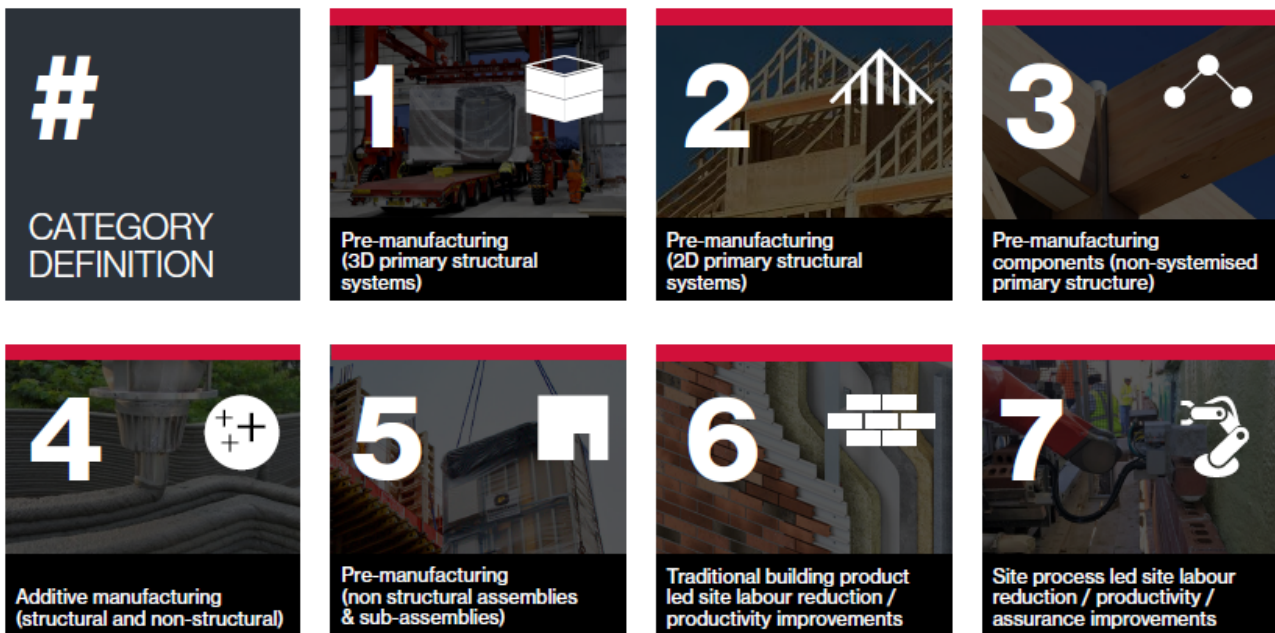 #
CATEGORY
DEFINITION
1
Pre-manufacturing
(3D primary structural
systems)
2
Pre-manufacturing
(2D primary structural
systems)
3
Pre-manufacturing
components (non-systemised
primary structure)
4
Additive manufacturing
(structural and non-structural)
5
Pre-manufacturing
(non structural assemblies
& sub-assemblies)
6
Traditional building product
led site labour reduction /
productivity improvements
7
Site process led site labour
reduction / productivity /
assurance improvements